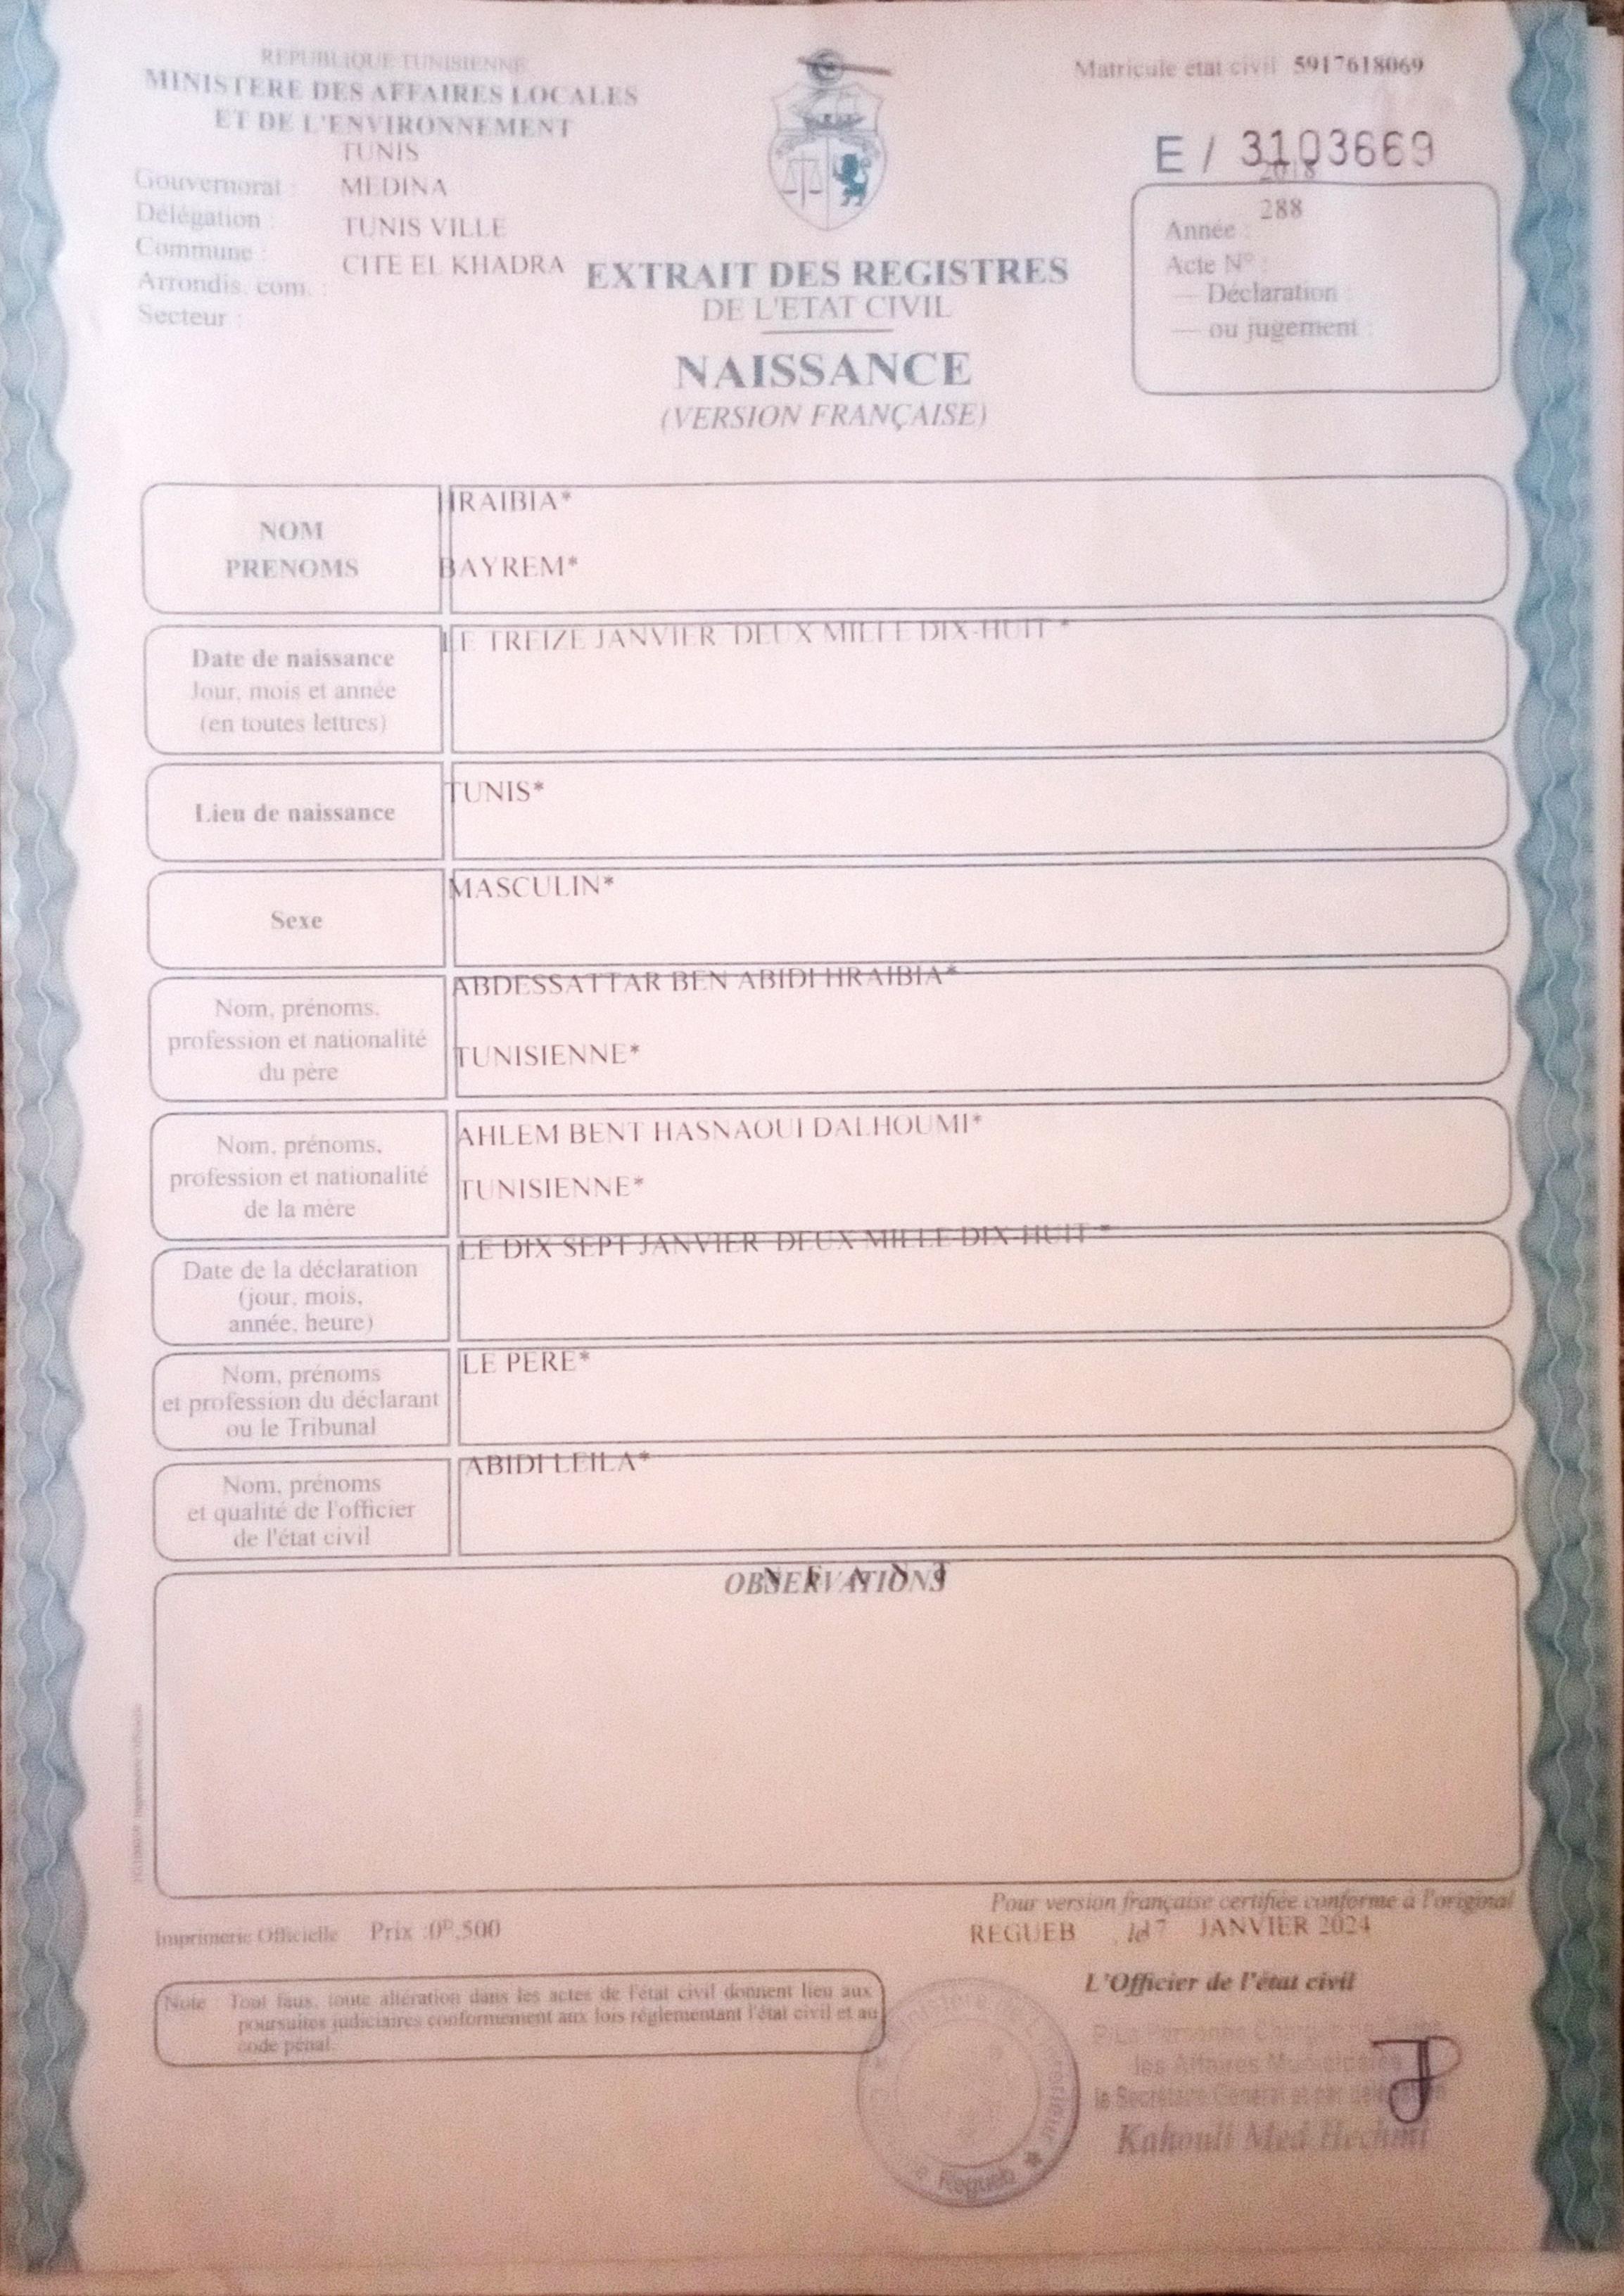 REPUBLIQUE TUNISIENNE
MINISTERE DES AFFAIRES LOCALES
ET DE L'ENVIRONNEMENT
TUNIS
Gouvernorat : MEDINA
Délégation : TUNIS VILLE
Commune : CITE EL KHADRA
Arrondis. com. :
Secteur :
Matricule état civil 5917618069
E / 3103669
2018
288
Année :
Acte N° :
— Déclaration :
— ou jugement :
EXTRAIT DES REGISTRES
DE L'ETAT CIVIL
NAISSANCE
(VERSION FRANÇAISE)
NOM
PRENOMS
HRAIBIA*
BAYREM*
Date de naissance
Jour, mois et année
(en toutes lettres)
LE TREIZE JANVIER DEUX MILLE DIX-HUIT *
Lieu de naissance
TUNIS*
Sexe
MASCULIN*
Nom, prénoms,
profession et nationalité
du père
ABDESSATTAR BEN ABIDI HRAIBIA*
TUNISIENNE*
Nom, prénoms,
profession et nationalité
de la mère
AHLEM BENT HASNAOUI DALHOUMI*
TUNISIENNE*
Date de la déclaration
(jour, mois,
année, heure)
LE DIX SEPT JANVIER DEUX MILLE DIX-HUIT *
Nom, prénoms
et profession du déclarant
ou le Tribunal
LE PERE*
Nom, prénoms
et qualité de l'officier
de l'état civil
ABIDI LEILA*
OBSERVATIONS
Pour version française certifiée conforme à l'original
REGUEB , le 17 JANVIER 2024
Imprimerie Officielle Prix :0ᴰ,500
L'Officier de l'état civil
Note : Tout faux, toute altération dans les actes de l'état civil donnent lieu aux
poursuites judiciaires conformément aux lois réglementant l'état civil et au
code pénal.
les Affaires Municipales
le Secrétaire Général et par délégation
Kahouli Med Hechmi
Regueb